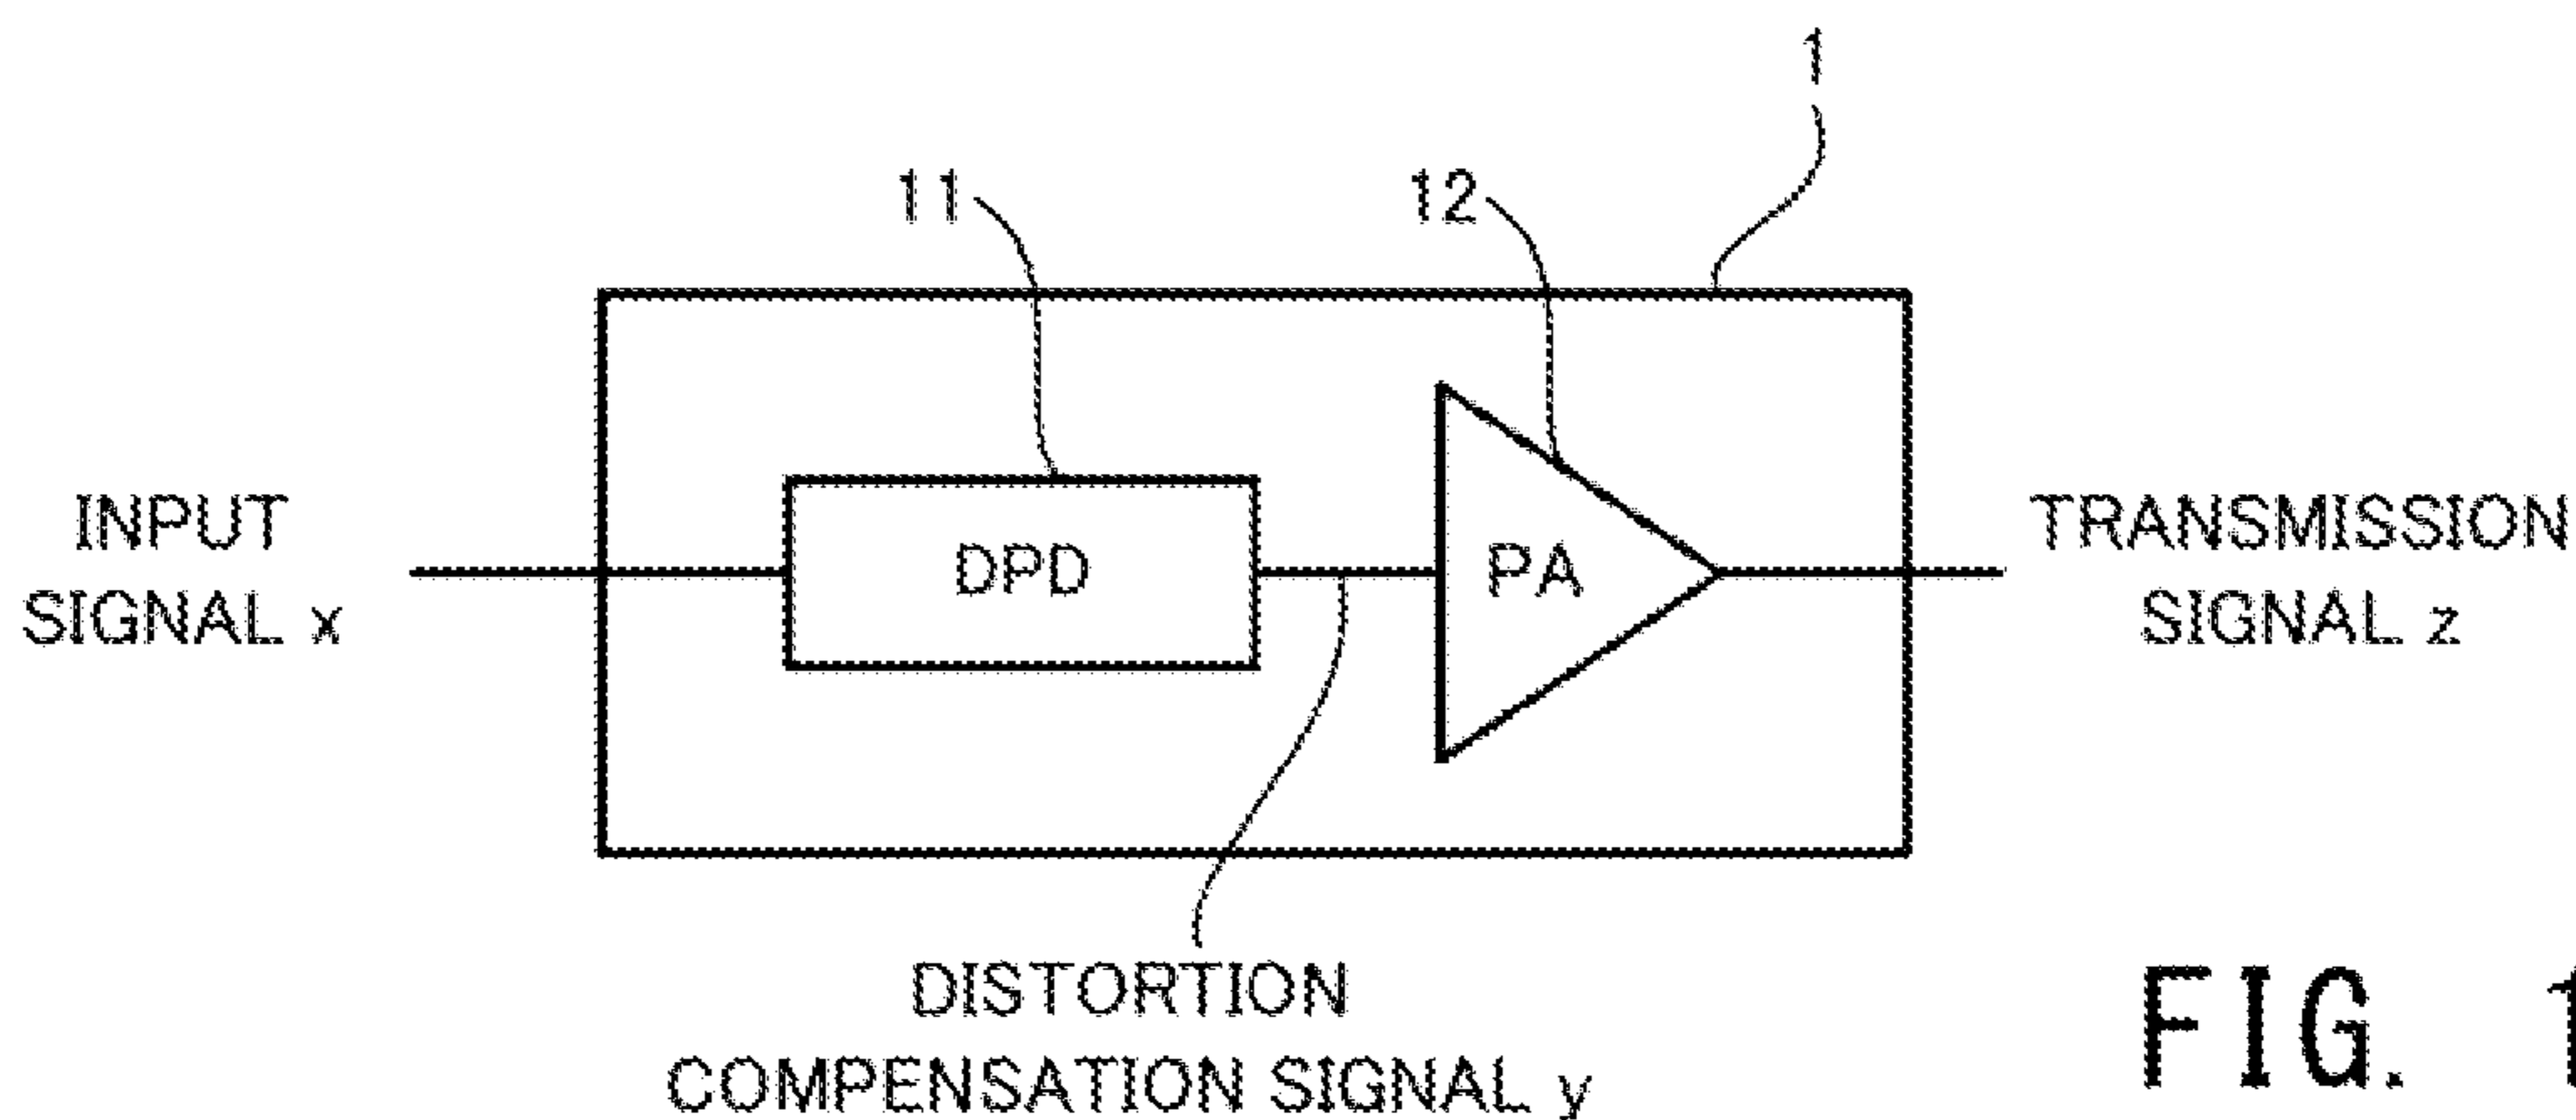 1
11
12
INPUT
SIGNAL x
DPD
PA
TRANSMISSION
SIGNAL z
DISTORTION
COMPENSATION SIGNAL y
FIG. 1